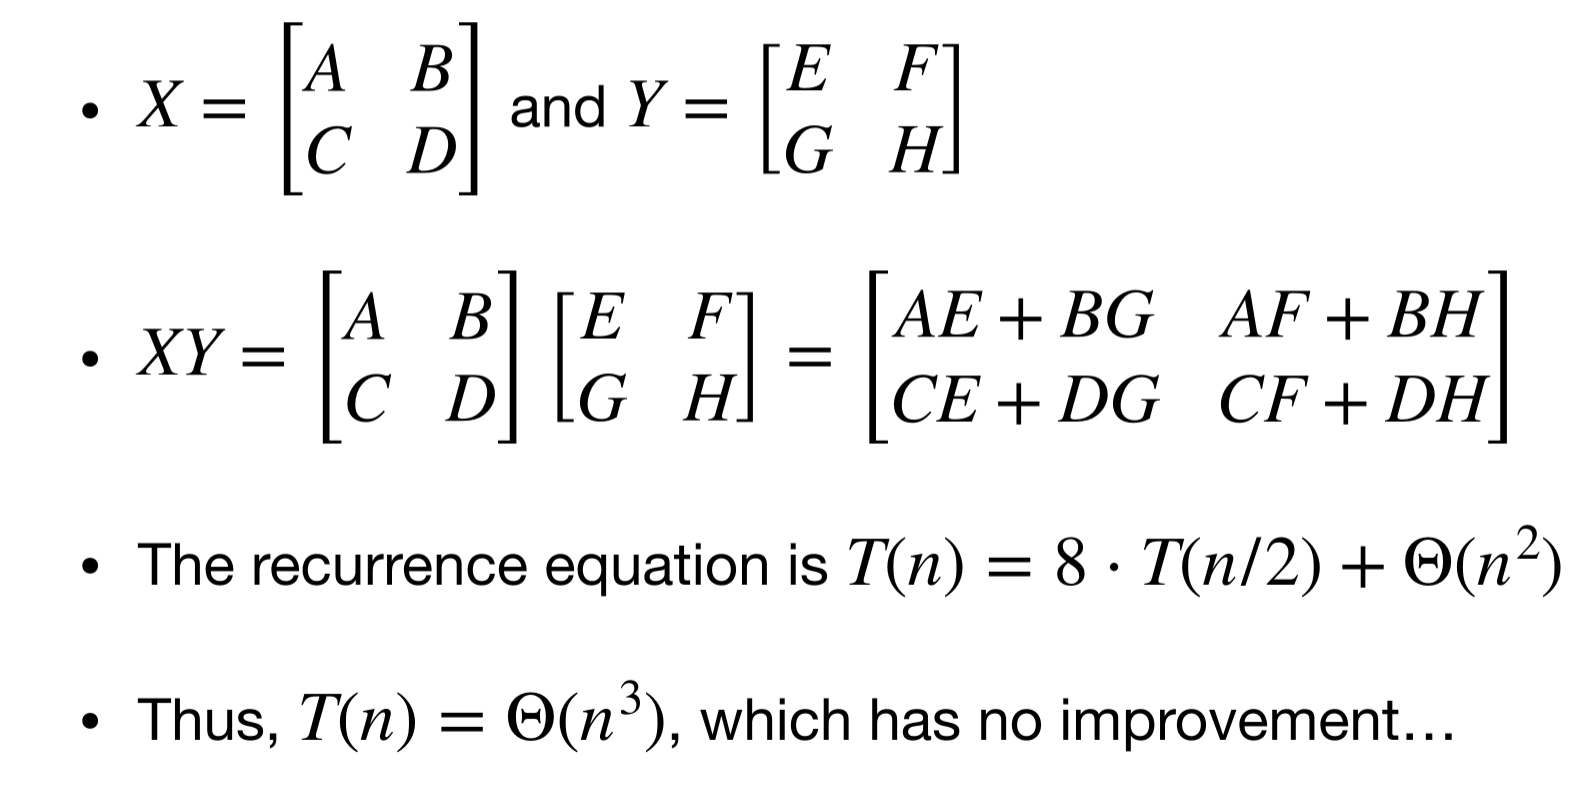 • X = [A B; C D] and Y = [E F; G H]
• XY = [A B; C D] [E F; G H] = [AE + BG AF + BH; CE + DG CF + DH]
• The recurrence equation is T(n) = 8 · T(n/2) + Θ(n²)
• Thus, T(n) = Θ(n³), which has no improvement…